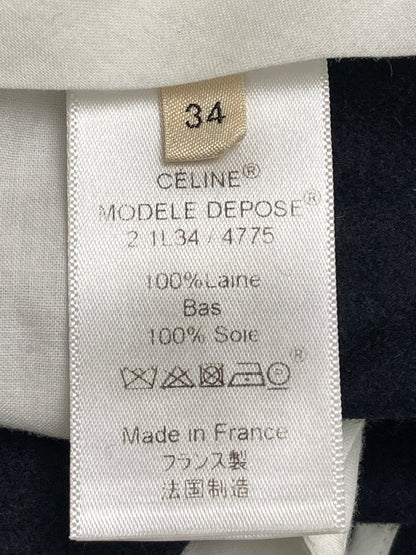 34
CELINE®
MODELE DEPOSE®
2 1L34 / 4775
100%Laine
Bas
100% Soie
®
Made in France
フランス製
法国制造